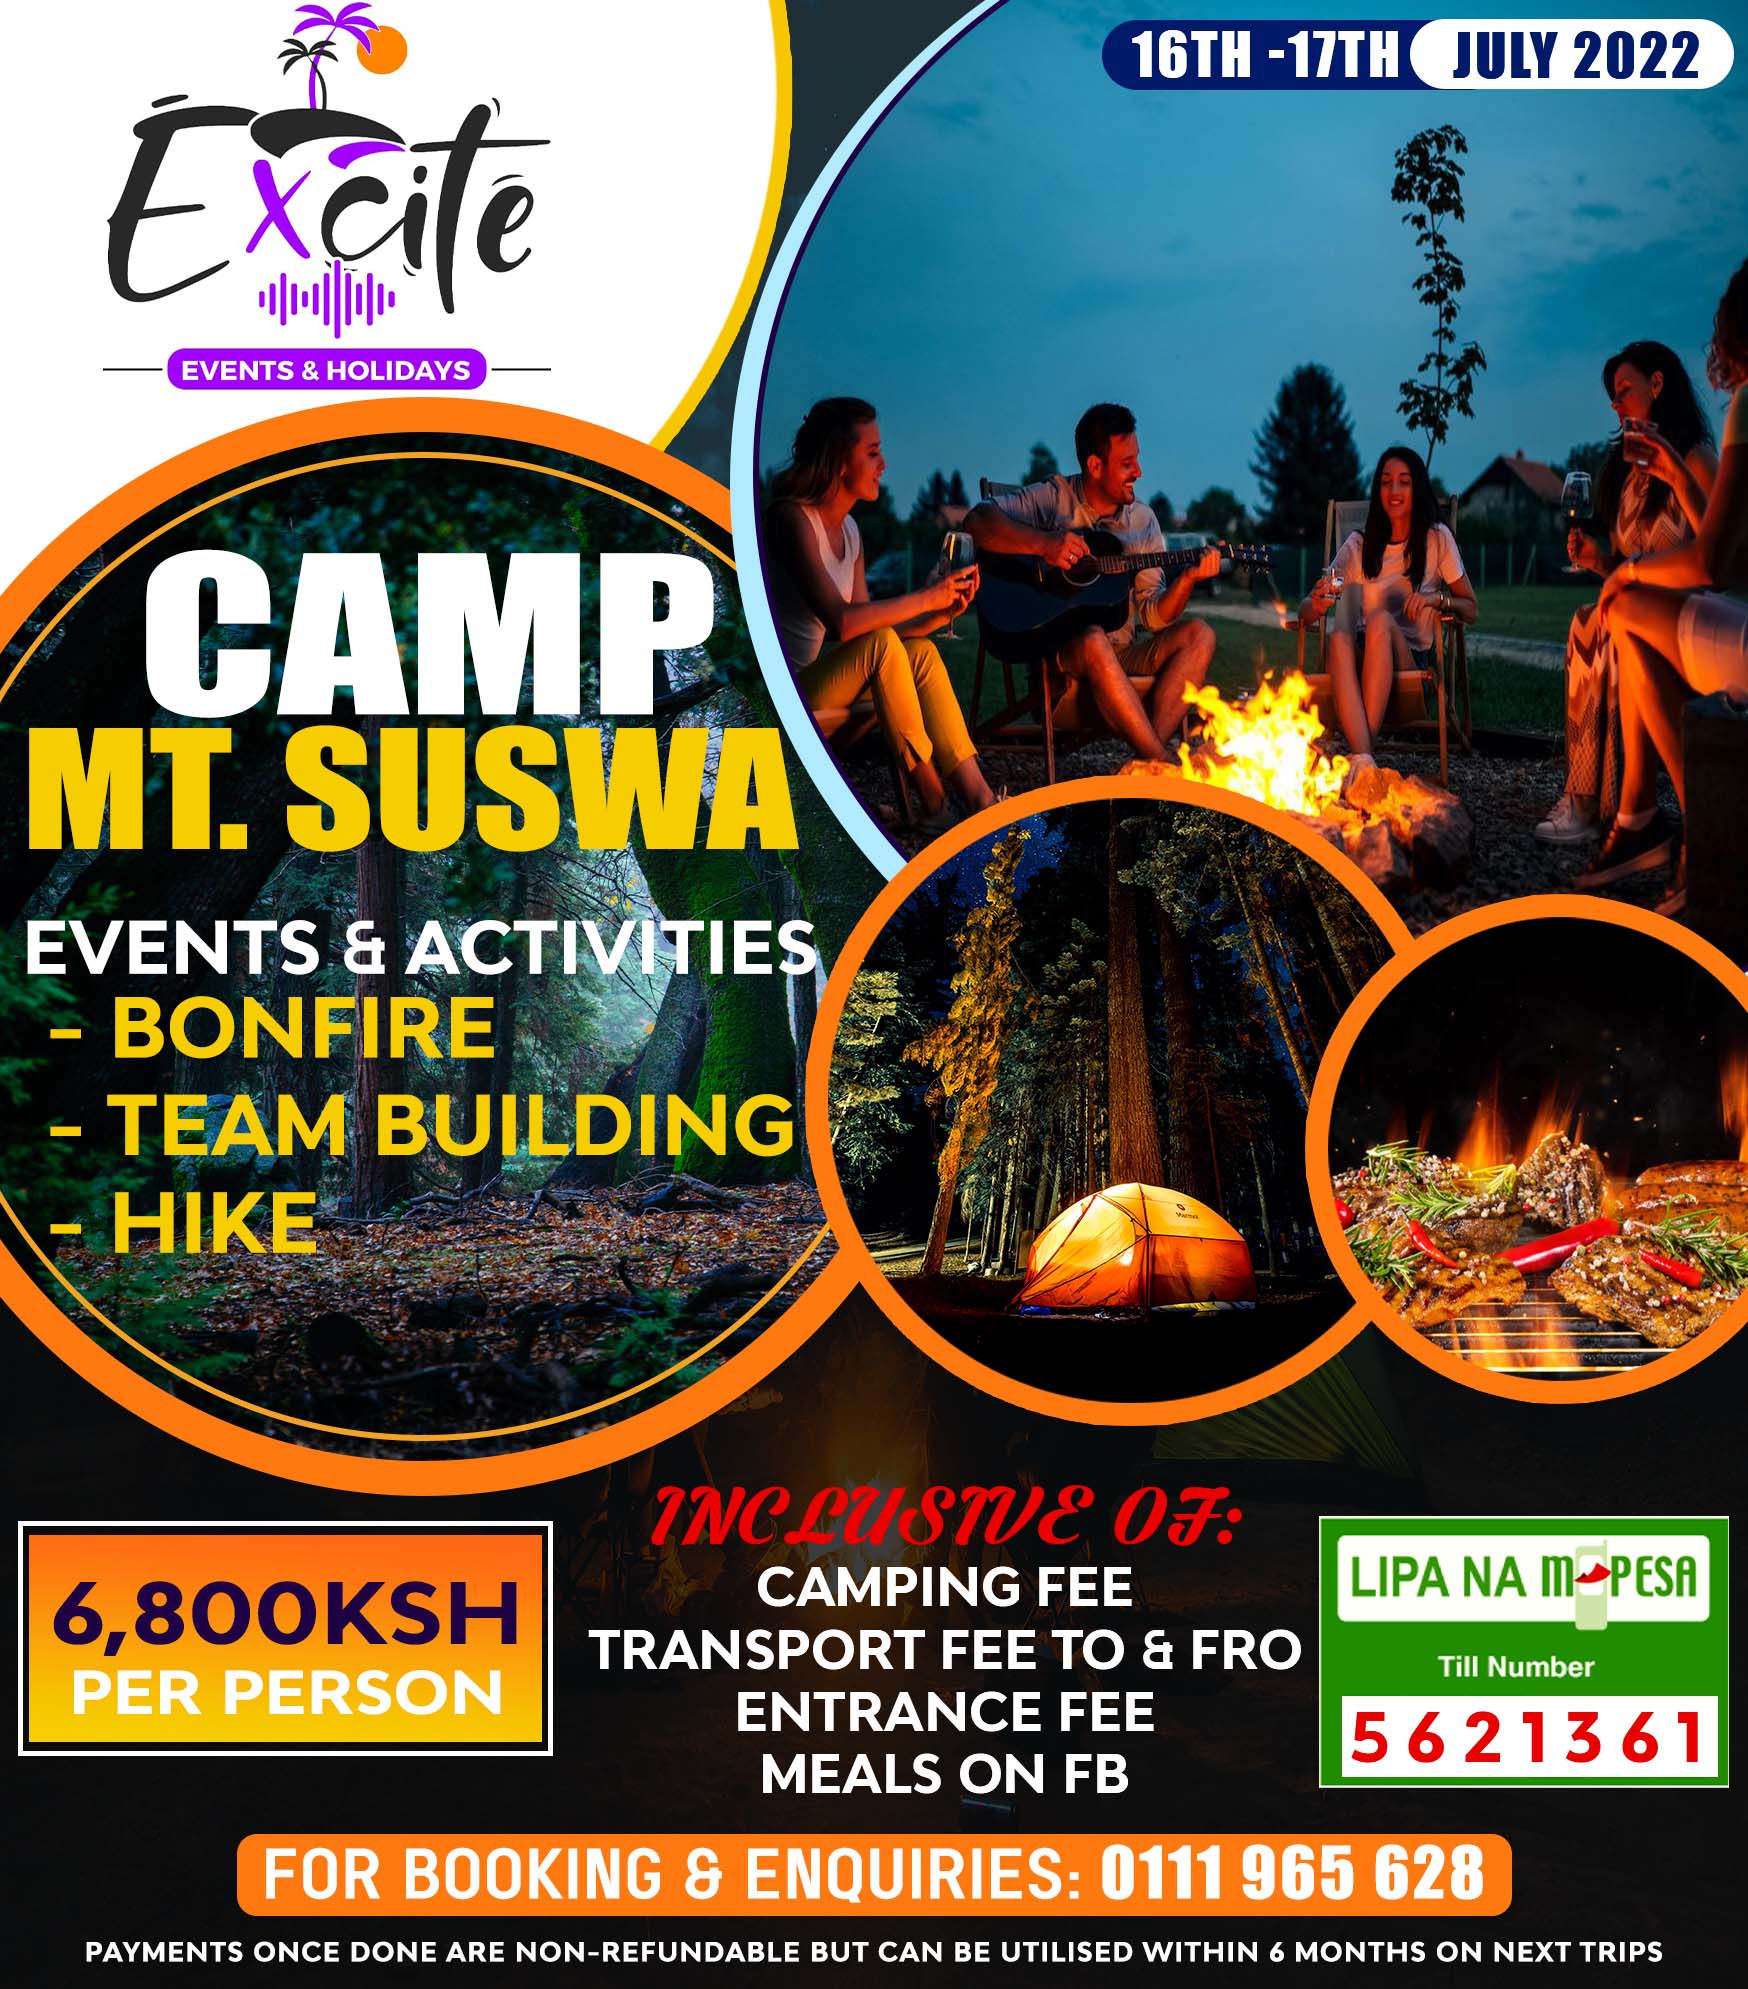 16TH -17TH JULY 2022
Excite
EVENTS & HOLIDAYS
CAMP
MT. SUSWA
EVENTS & ACTIVITIES
- BONFIRE
- TEAM BUILDING
- HIKE
Marmot
6,800KSH
PER PERSON
INCLUSIVE OF:
CAMPING FEE
TRANSPORT FEE TO & FRO
ENTRANCE FEE
MEALS ON FB
LIPA NA M-PESA
Till Number
5621361
FOR BOOKING & ENQUIRIES: 0111 965 628
PAYMENTS ONCE DONE ARE NON-REFUNDABLE BUT CAN BE UTILISED WITHIN 6 MONTHS ON NEXT TRIPS